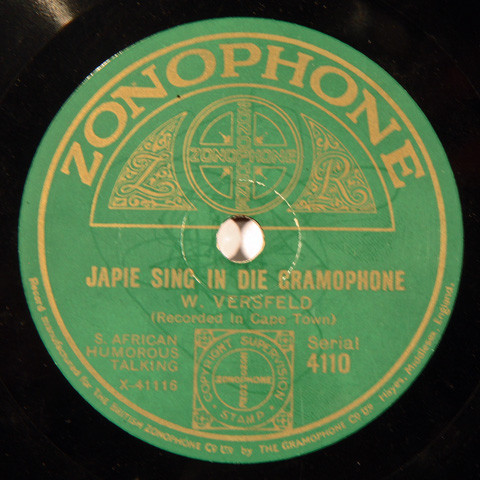 ZONOPHONE
ZONOPHONE
ZONOPHONE
Z R
JAPIE SING IN DIE GRAMOPHONE
W. VERSFELD
(Recorded in Cape Town)
S. AFRICAN
HUMOROUS
TALKING
X-41116
COPYRIGHT SUPERVISION
ZONOPHONE
ZONOPHONE
STAMP
Serial
4110
Record manufactured for THE BRITISH ZONOPHONE Co Ltd by THE GRAMOPHONE Co Ltd Hayes, Middlesex England.